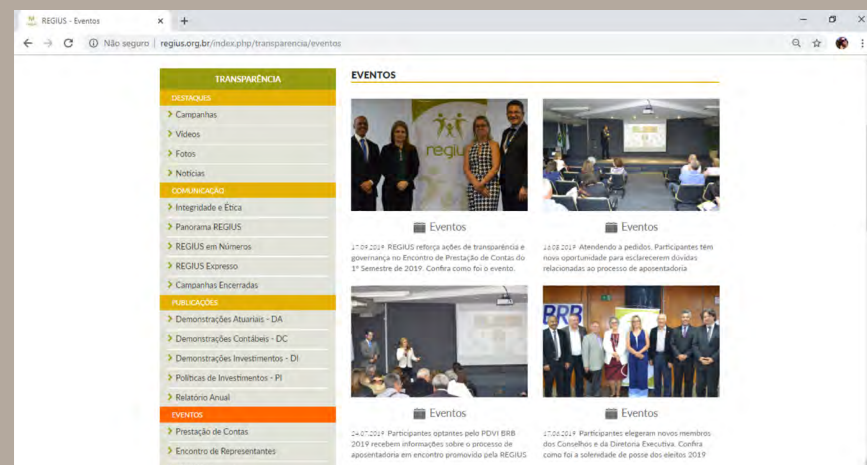 REGIUS - Eventos
Não seguro | regius.org.br/index.php/transparencia/eventos
TRANSPARÊNCIA
DESTAQUES
Campanhas
Vídeos
Fotos
Notícias
COMUNICAÇÃO
Integridade e Ética
Panorama REGIUS
REGIUS em Números
REGIUS Expresso
Campanhas Encerradas
PUBLICAÇÕES
Demonstrações Atuariais - DA
Demonstrações Contábeis - DC
Demonstrações Investimentos - DI
Políticas de Investimentos - PI
Relatório Anual
EVENTOS
Prestação de Contas
Encontro de Representantes
EVENTOS
regius
Eventos
17.09.2019 REGIUS reforça ações de transparência e
governança no Encontro de Prestação de Contas do
1º Semestre de 2019. Confira como foi o evento.
Eventos
Atendendo a pedidos. Participantes têm
nova oportunidade para esclarecerem dúvidas
relacionadas ao processo de aposentadoria
Eventos
24.07.2019 Participantes optantes pelo PDVI BRB
2019 recebem informações sobre o processo de
aposentadoria em encontro promovido pela REGIUS
BRB
Eventos
Participantes elegeram novos membros
dos Conselhos e da Diretoria Executiva. Confira
como foi a solenidade de posse dos eleitos 2019